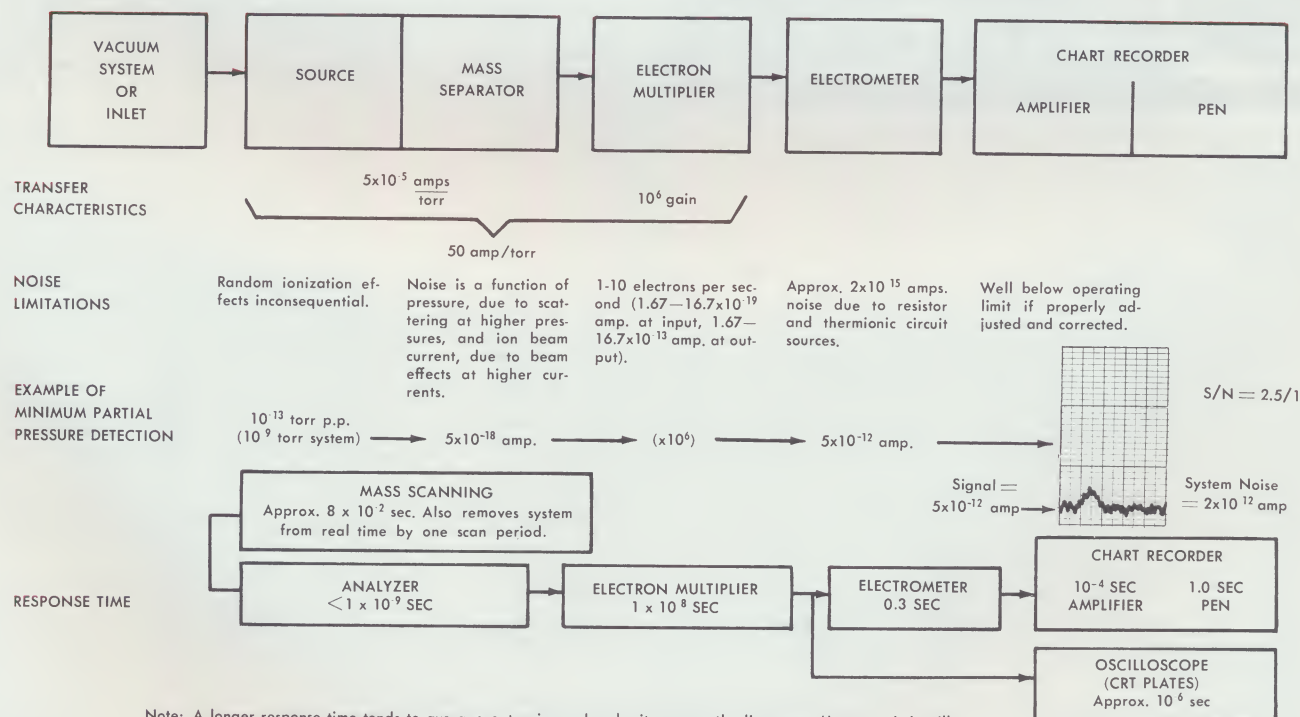 VACUUM
SYSTEM
OR
INLET
SOURCE
MASS
SEPARATOR
ELECTRON
MULTIPLIER
ELECTROMETER
CHART RECORDER
AMPLIFIER
PEN
TRANSFER
CHARACTERISTICS
5x10⁻⁵ amps
torr
10⁶ gain
50 amp/torr
NOISE
LIMITATIONS
Random ionization ef-
fects inconsequential.
Noise is a function of
pressure, due to scat-
tering at higher pres-
sures, and ion beam
current, due to beam
effects at higher cur-
rents.
1-10 electrons per sec-
ond (1.67—16.7x10⁻¹⁹
amp. at input, 1.67—
16.7x10⁻¹³ amp. at out-
put).
Approx. 2x10 ¹⁵ amps.
noise due to resistor
and thermionic circuit
sources.
Well below operating
limit if properly ad-
justed and corrected.
EXAMPLE OF
MINIMUM PARTIAL
PRESSURE DETECTION
10⁻¹³ torr p.p.
(10⁻⁹ torr system)
5x10⁻¹⁸ amp.
(x10⁶)
5x10⁻¹² amp.
S/N = 2.5/1
Signal =
5x10⁻¹²
amp
System Noise
= 2x10 ¹² amp
MASS SCANNING
Approx. 8 x 10⁻² sec. Also removes system
from real time by one scan period.
RESPONSE TIME
ANALYZER
<1 x 10⁻⁹ SEC
ELECTRON MULTIPLIER
1 x 10⁻⁸ SEC
ELECTROMETER
0.3 SEC
CHART RECORDER
10⁻⁴ SEC 1.0 SEC
AMPLIFIER PEN
OSCILLOSCOPE
(CRT PLATES)
Approx. 10⁻⁶ sec